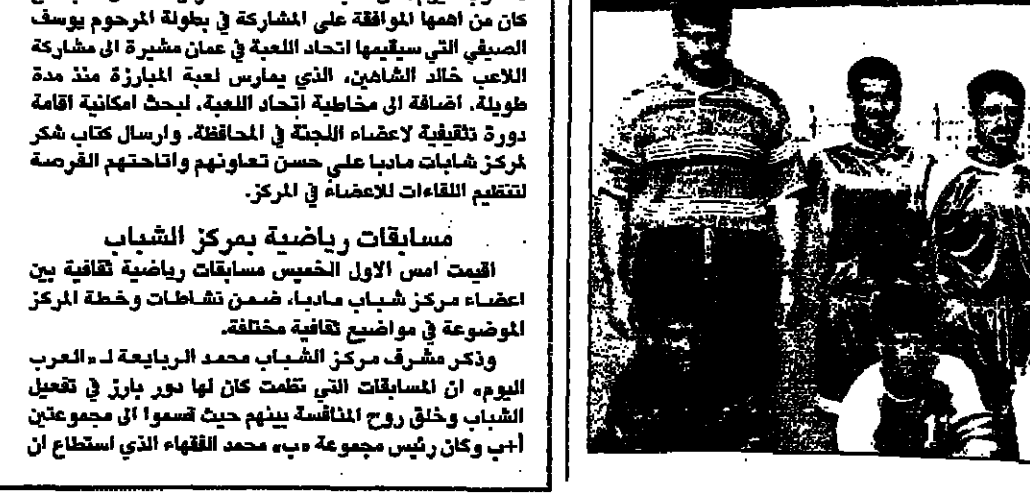 كان من اهمها الموافقة على المشاركة في بطولة المرحوم يوسف
الصيفي التي سيقيمها اتحاد اللعبة في عمان مشيرة الى مشاركة
اللاعب خالد الشاهين، الذي يمارس لعبة المبارزة منذ مدة
طويلة. اضافة الى مخاطبة اتحاد اللعبة. لبحث امكانية اقامة
دورة تثقيفية لاعضاء اللجنة في المحافظة. وارسال كتاب شكر
لمركز شابات مادبا على حسن تعاونهم واتاحتهم الفرصة
لتنظيم اللقاءات للاعضاء في المركز.
مسابقات رياضية بمركز الشباب
اقيمت امس الاول الخميس مسابقات رياضية ثقافية بين
اعضاء مركز شباب مادبا، ضمن نشاطات وخطة المركز
الموضوعة في مواضيع ثقافية مختلفة.
وذكر مشرف مركز الشباب محمد الربايعة لـ «العرب
اليوم» ان المسابقات التي نظمت كان لها دور بارز في تفعيل
الشباب وخلق روح المنافسة بينهم حيث قسموا الى مجموعتين
أ+ب وكان رئيس مجموعة «ب» محمد الفقهاء الذي استطاع ان